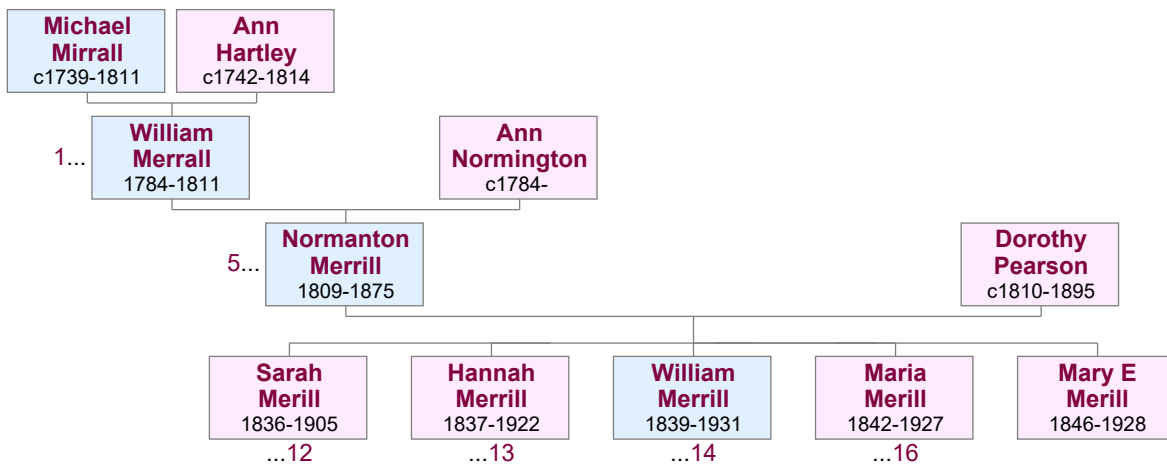 Michael
Mirrall
c1739-1811
Ann
Hartley
c1742-1814
1...
William
Merrall
1784-1811
Ann
Normington
c1784-
5...
Normanton
Merrill
1809-1875
Dorothy
Pearson
c1810-1895
Sarah
Merill
1836-1905
...12
Hannah
Merrill
1837-1922
...13
William
Merrill
1839-1931
...14
Maria
Merill
1842-1927
...16
Mary E
Merill
1846-1928